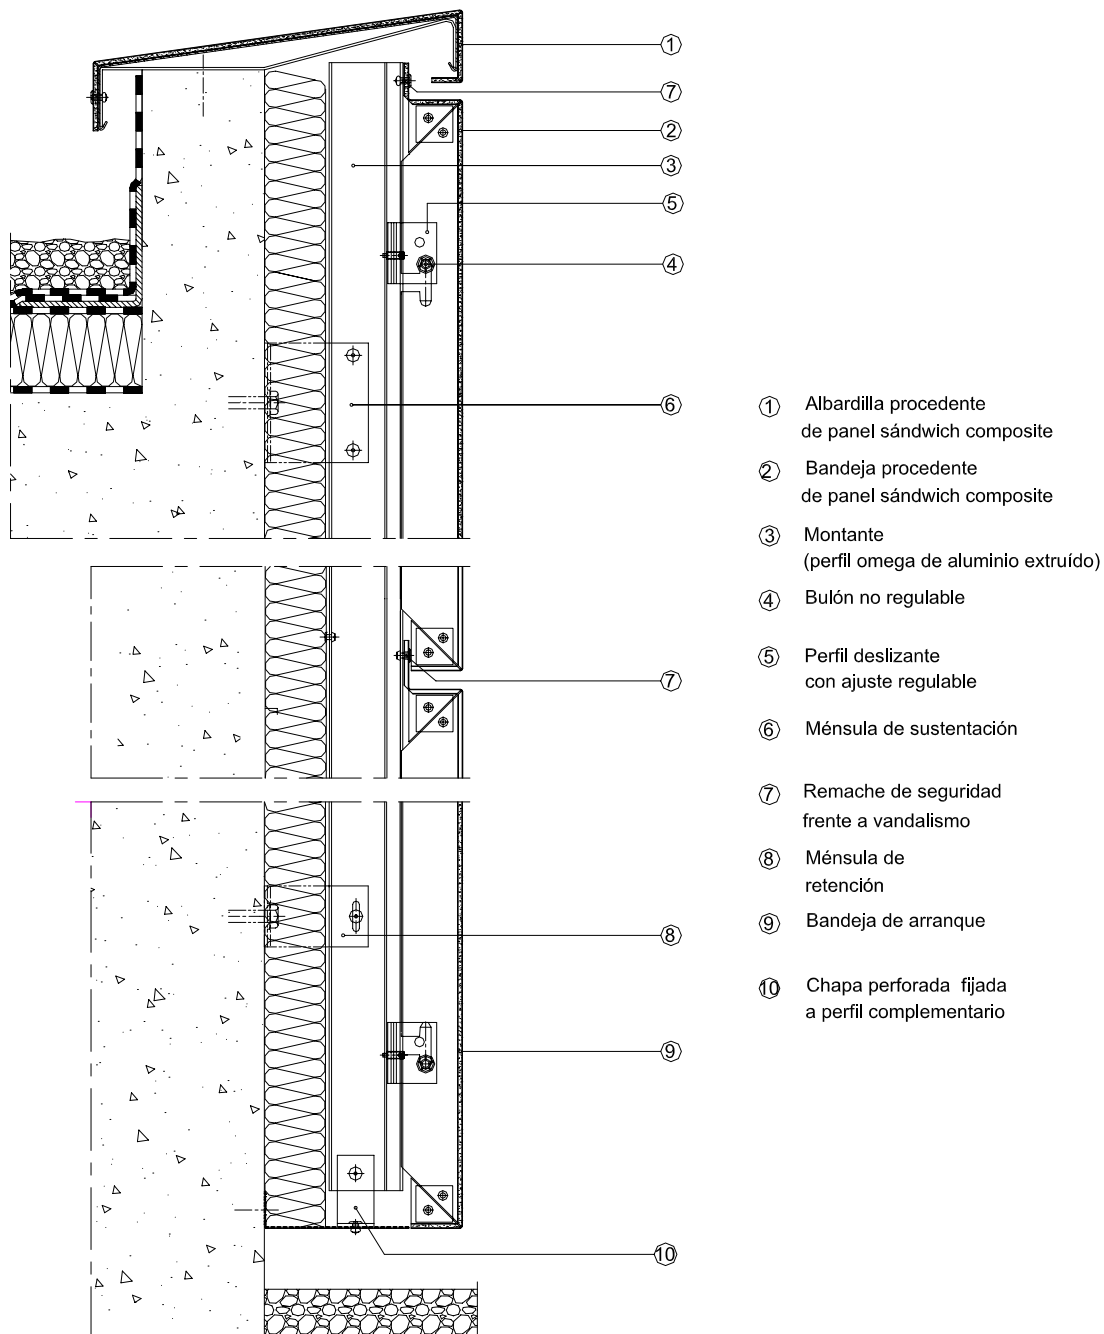 1
7
2
3
5
4
6
7
8
9
10
1 Albardilla procedente
de panel sándwich composite
2 Bandeja procedente
de panel sándwich composite
3 Montante
(perfil omega de aluminio extruído)
4 Bulón no regulable
5 Perfil deslizante
con ajuste regulable
6 Ménsula de sustentación
7 Remache de seguridad
frente a vandalismo
8 Ménsula de
retención
9 Bandeja de arranque
10 Chapa perforada fijada
a perfil complementario